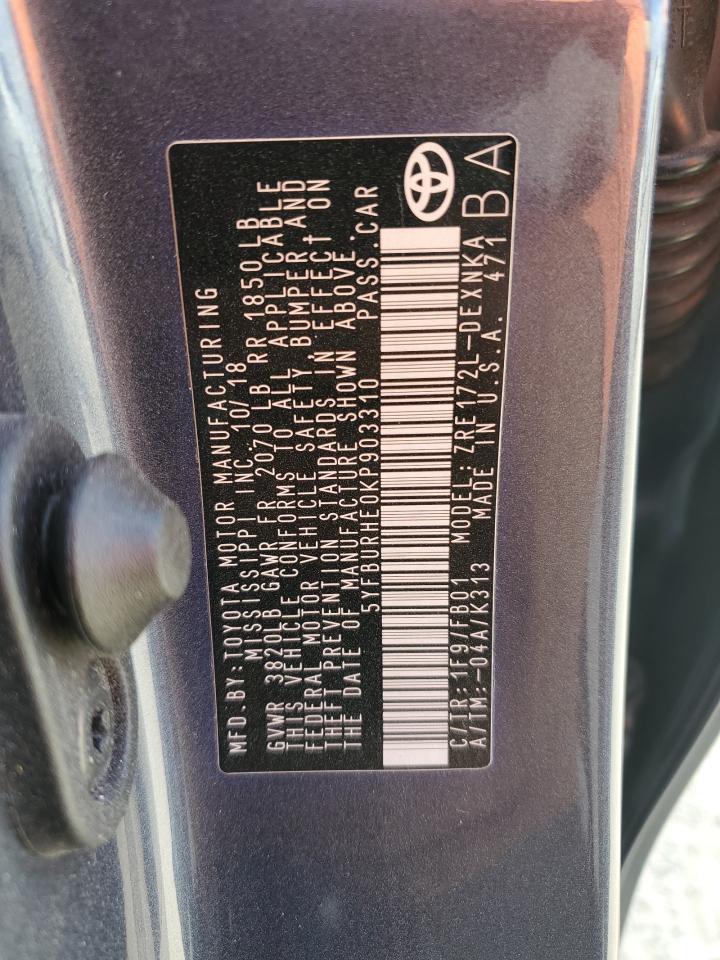 MFD.BY:TOYOTA MOTOR MANUFACTURING
MISSISSIPPI INC. 10/18
GVWR 3820LB GAWR FR 2070 LB RR 1850LB
THIS VEHICLE CONFORMS TO ALL APPLICABLE
FEDERAL MOTOR VEHICLE SAFETY,BUMPER AND
THEFT PREVENTION STANDARDS IN EFFECT ON
THE DATE OF MANUFACTURE SHOWN ABOVE.
5YFBURHE0KP903310 PASS.CAR
C/TR:1F9/FB01 MODEL:ZRE172L-DEXNKA
A/TM:-04A/K313 MADE IN U.S.A. 471
BA